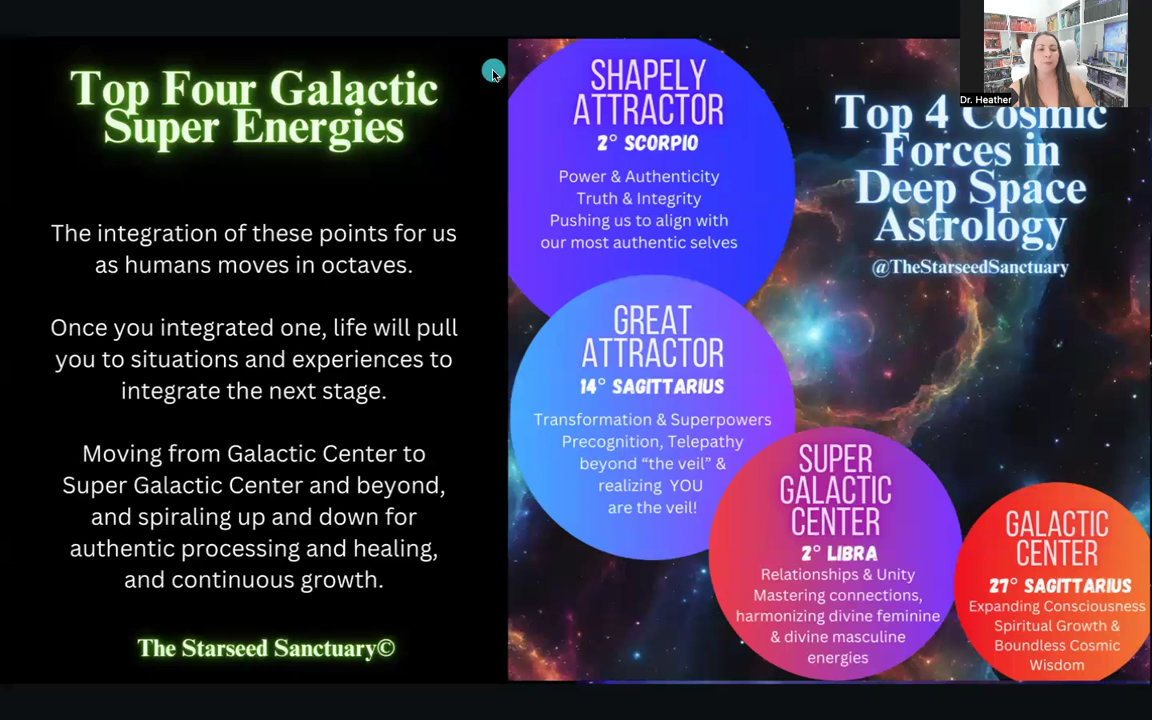 Top Four Galactic
Super Energies
The integration of these points for us
as humans moves in octaves.
Once you integrated one, life will pull
you to situations and experiences to
integrate the next stage.
Moving from Galactic Center to
Super Galactic Center and beyond,
and spiraling up and down for
authentic processing and healing,
and continuous growth.
The Starseed Sanctuary©
SHAPELY
ATTRACTOR
2° SCORPIO
Power & Authenticity
Truth & Integrity
Pushing us to align with
our most authentic selves
GREAT
ATTRACTOR
14° SAGITTARIUS
Transformation & Superpowers
Precognition, Telepathy
beyond “the veil” &
realizing YOU
are the veil!
SUPER
GALACTIC
CENTER
2° LIBRA
Relationships & Unity
Mastering connections,
harmonizing divine feminine
& divine masculine
energies
GALACTIC
CENTER
27° SAGITTARIUS
Expanding Consciousness
Spiritual Growth &
Boundless Cosmic
Wisdom
Top 4 Cosmic
Forces in
Deep Space
Astrology
@TheStarseedSanctuary
Dr. Heather